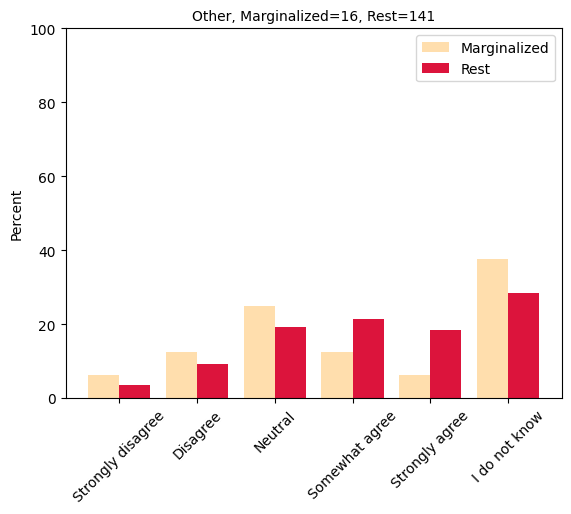 Other, Marginalized=16, Rest=141
100
80
60
40
20
0
Percent
Marginalized
Rest
Strongly disagree
Disagree
Neutral
Somewhat agree
Strongly agree
I do not know